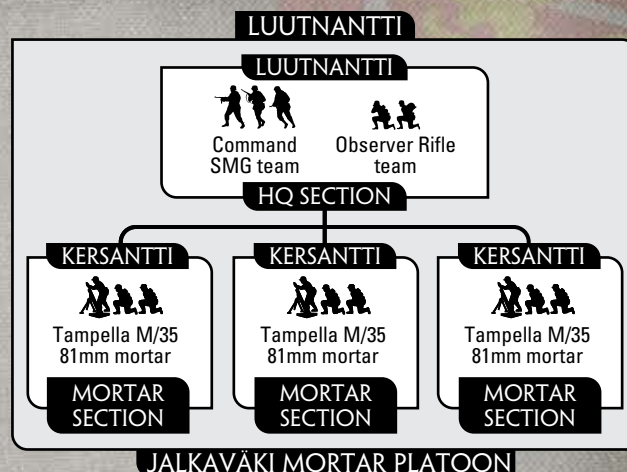 LUUTNANTTI
LUUTNANTTI
Command
SMG team
Observer Rifle
team
HQ SECTION
KERSANTTI
Tampella M/35
81mm mortar
MORTAR
SECTION
KERSANTTI
Tampella M/35
81mm mortar
MORTAR
SECTION
KERSANTTI
Tampella M/35
81mm mortar
MORTAR
SECTION
JALKAVÄKI MORTAR PLATOON